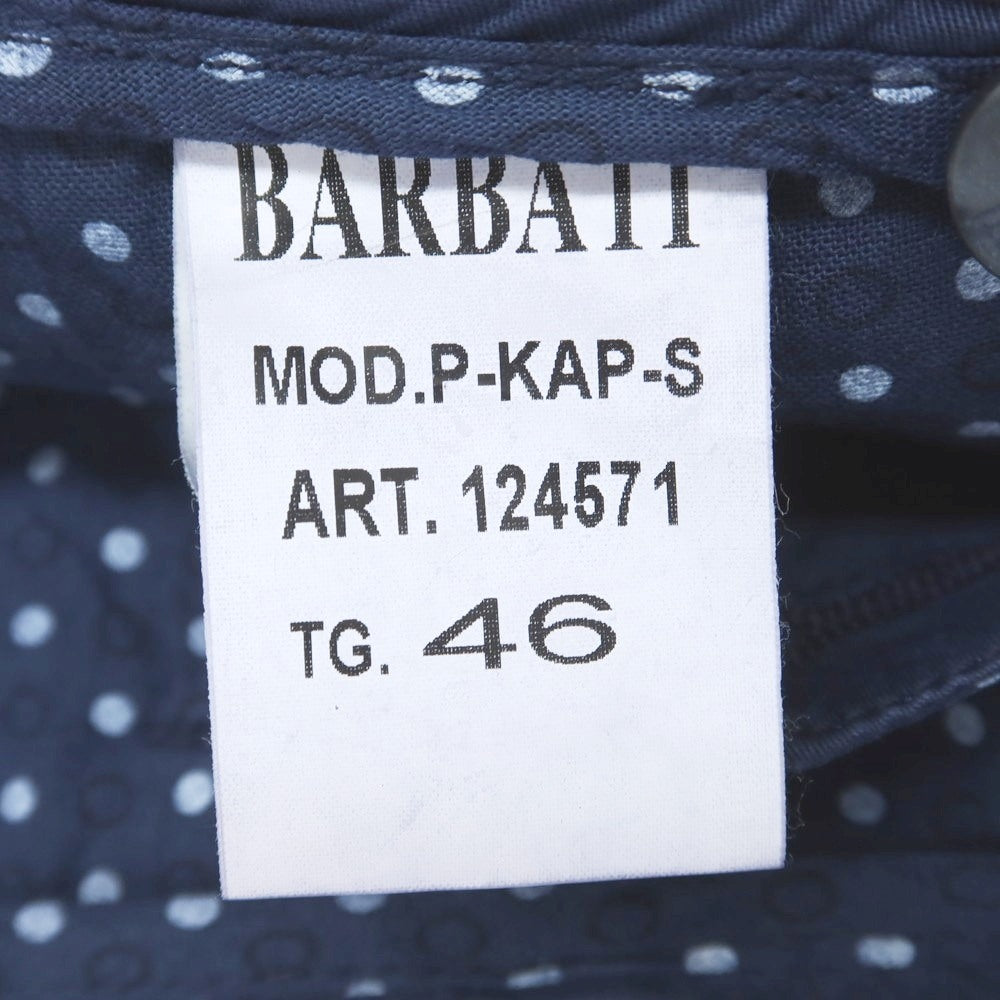 BARBATI
MOD.P-KAP-S
ART. 124571
TG. 46